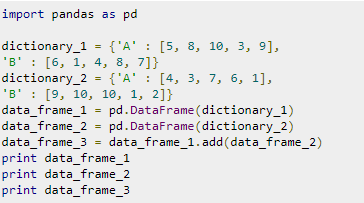 import pandas as pd
dictionary_1 = {'A' : [5, 8, 10, 3, 9],
'B' : [6, 1, 4, 8, 7]}
dictionary_2 = {'A' : [4, 3, 7, 6, 1],
'B' : [9, 10, 10, 1, 2]}
data_frame_1 = pd.DataFrame(dictionary_1)
data_frame_2 = pd.DataFrame(dictionary_2)
data_frame_3 = data_frame_1.add(data_frame_2)
print data_frame_1
print data_frame_2
print data_frame_3